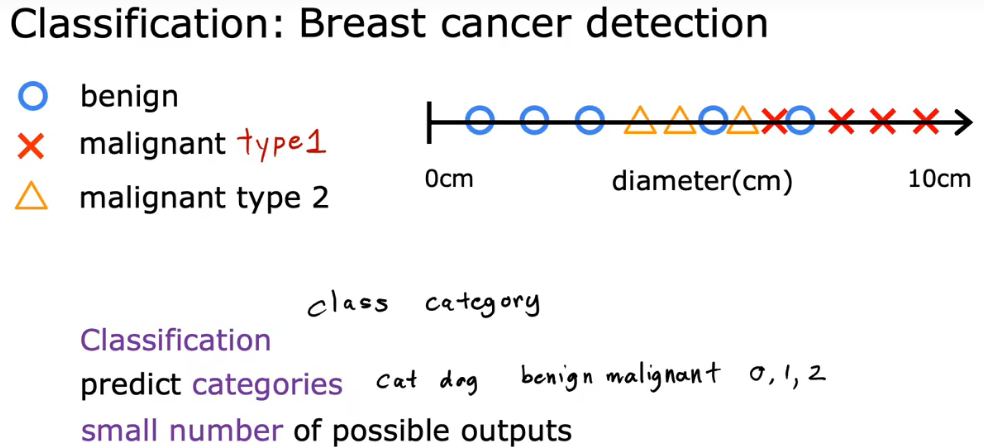 Classification: Breast cancer detection
benign
malignant type1
malignant type 2
0cm diameter(cm) 10cm
class category
Classification
predict categories cat dog benign malignant 0, 1, 2
small number of possible outputs